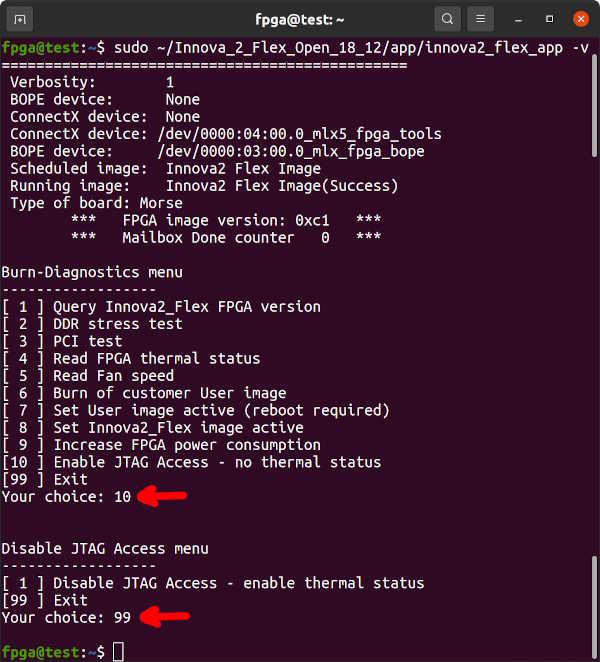 fpga@test: ~
fpga@test:~$ sudo ~/Innova_2_Flex_Open_18_12/app/innova2_flex_app -v
===============================================
Verbosity: 1
BOPE device: None
ConnectX device: None
ConnectX device: /dev/0000:04:00.0_mlx5_fpga_tools
BOPE device: /dev/0000:03:00.0_mlx_fpga_bope
Scheduled image: Innova2 Flex Image
Running image: Innova2 Flex Image(Success)
Type of board: Morse
*** FPGA image version: 0xc1 ***
*** Mailbox Done counter 0 ***
Burn-Diagnostics menu
------------------
[ 1 ] Query Innova2_Flex FPGA version
[ 2 ] DDR stress test
[ 3 ] PCI test
[ 4 ] Read FPGA thermal status
[ 5 ] Read Fan speed
[ 6 ] Burn of customer User image
[ 7 ] Set User image active (reboot required)
[ 8 ] Set Innova2_Flex image active
[ 9 ] Increase FPGA power consumption
[10 ] Enable JTAG Access - no thermal status
[99 ] Exit
Your choice: 10
Disable JTAG Access menu
------------------
[ 1 ] Disable JTAG Access - enable thermal status
[99 ] Exit
Your choice: 99
fpga@test:~$